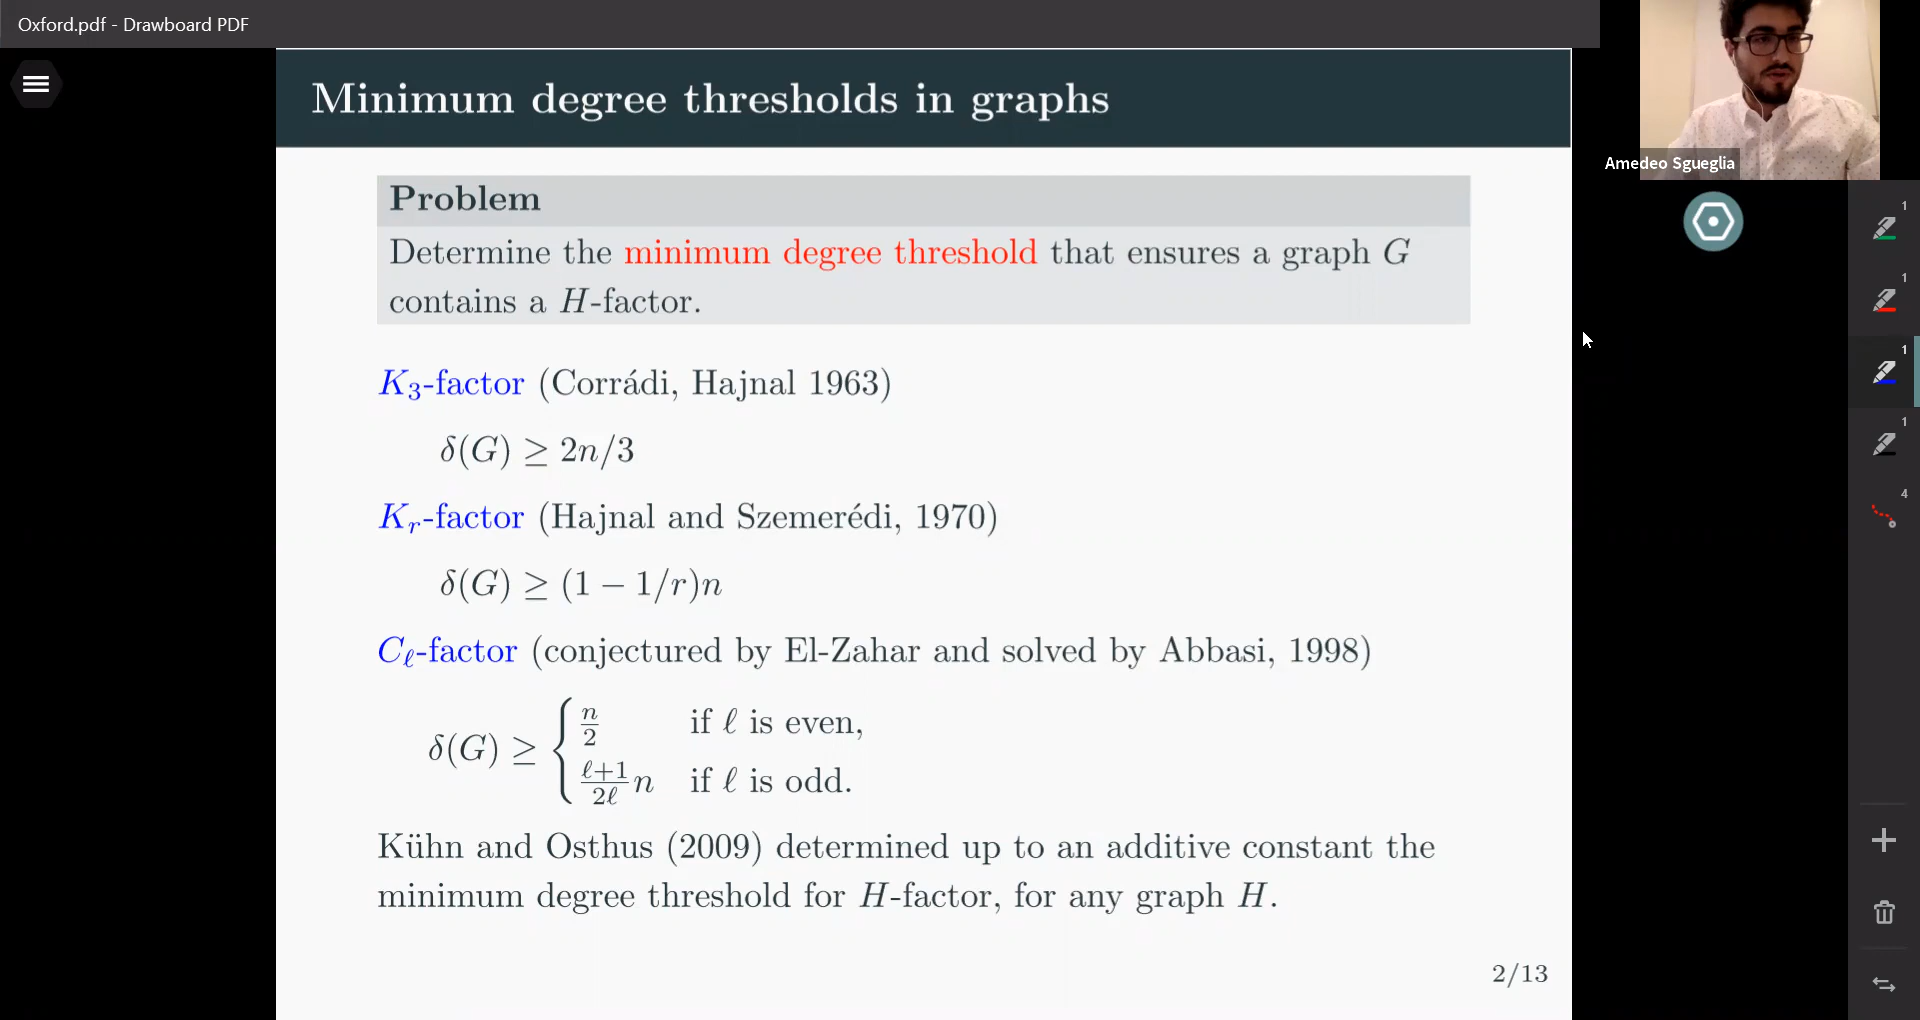 Oxford.pdf - Drawboard PDF
Minimum degree thresholds in graphs
Amedeo Sgueglia
Problem
Determine the minimum degree threshold that ensures a graph G
contains a H-factor.
K₃-factor (Corrádi, Hajnal 1963)
δ(G) ≥ 2n/3
Kᵣ-factor (Hajnal and Szemerédi, 1970)
δ(G) ≥ (1 − 1/r)n
C_ℓ-factor (conjectured by El-Zahar and solved by Abbasi, 1998)
δ(G) ≥ { n/2 if ℓ is even,
(ℓ+1)/(2ℓ) n if ℓ is odd.
Kühn and Osthus (2009) determined up to an additive constant the
minimum degree threshold for H-factor, for any graph H.
2/13
1
1
1
1
4